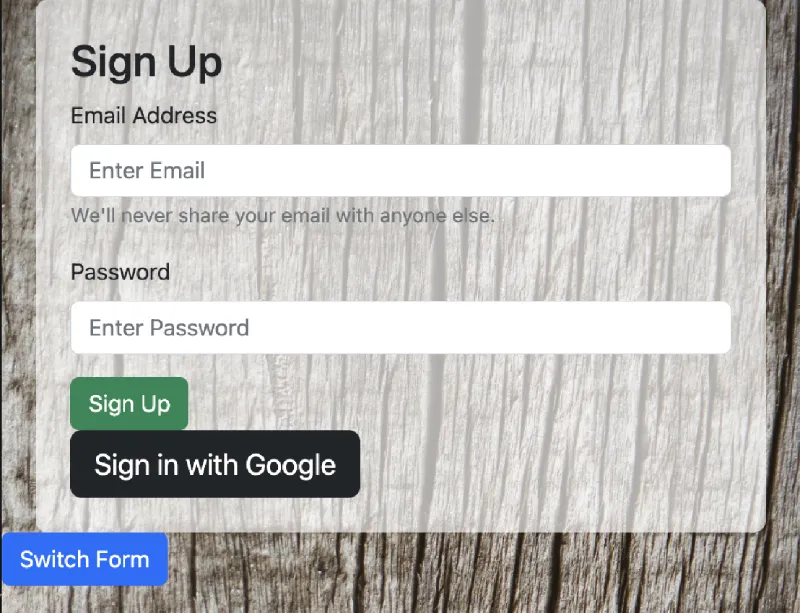 Sign Up
Email Address
Enter Email
We'll never share your email with anyone else.
Password
Enter Password
Sign Up
Sign in with Google
Switch Form